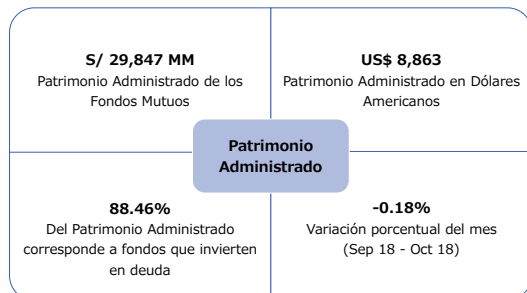 S/ 29,847 MM
Patrimonio Administrado de los
Fondos Mutuos
US$ 8,863
Patrimonio Administrado en Dólares
Americanos
Patrimonio
Administrado
88.46%
Del Patrimonio Administrado
corresponde a fondos que invierten
en deuda
-0.18%
Variación porcentual del mes
(Sep 18 - Oct 18)